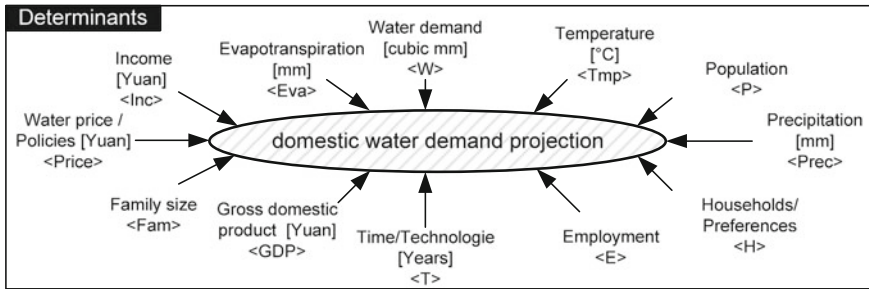 Determinants
Income
[Yuan]
<Inc>
Evapotranspiration
[mm]
<Eva>
Water demand
[cubic mm]
<W>
Temperature
[°C]
<Tmp>
Population
<P>
Water price /
Policies [Yuan]
<Price>
domestic water demand projection
Precipitation
[mm]
<Prec>
Family size
<Fam>
Gross domestic
product [Yuan]
<GDP>
Time/Technologie
[Years]
<T>
Employment
<E>
Households/
Preferences
<H>